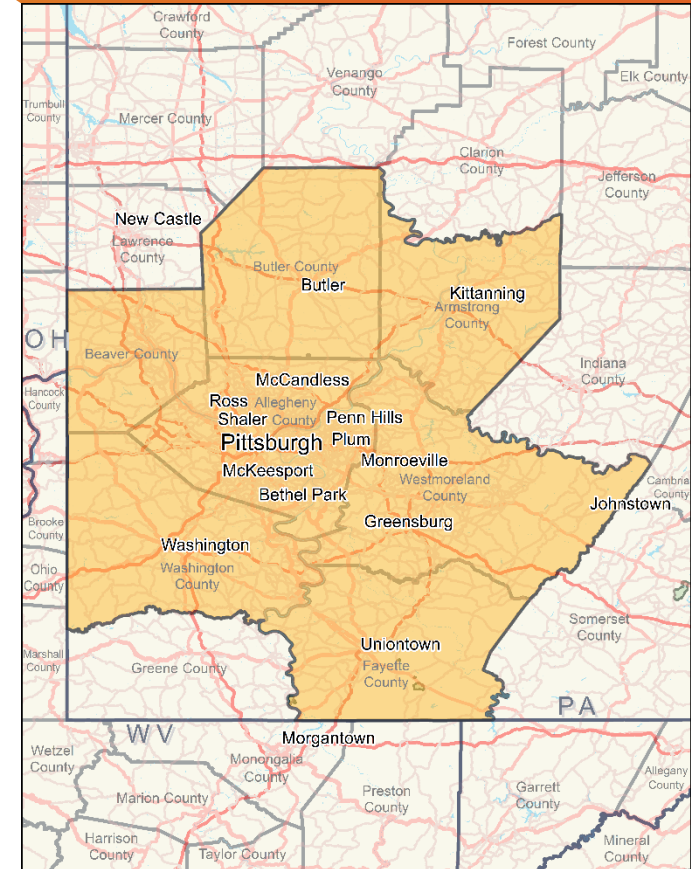 Crawford
County
Forest County
Venango
County
Elk County
Trumbull
County
Mercer County
Clarion
County
Jefferson
County
New Castle
Lawrence
County
Butler County
Butler
Kittanning
Armstrong
County
OH
Beaver County
Indiana
County
McCandless
Hancock
County
Ross
Allegheny
Shaler
County
Penn Hills
Pittsburgh
Plum
McKeesport
Monroeville
Westmoreland
County
Cambria
County
Bethel Park
Johnstown
Greensburg
Brooke
County
Washington
Washington
County
Ohio
County
Somerset
County
Uniontown
Marshall
County
Greene County
Fayette
County
PA
WV
Morgantown
Wetzel
County
Monongalia
County
Allegany
County
Marion County
Preston
County
Garrett
County
Harrison
County
Taylor County
Mineral
County